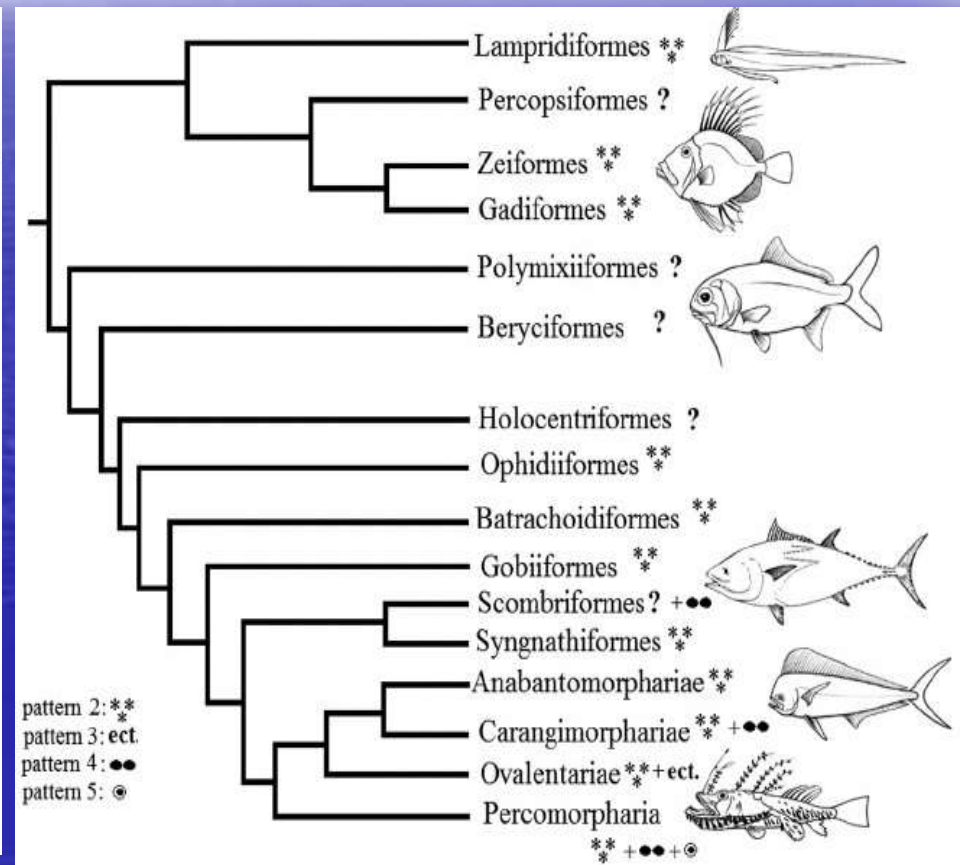 Lampridiformes ***
Percopsiformes ?
Zeiformes ***
Gadiformes ***
Polymixiiformes ?
Beryciformes ?
Holocentriformes ?
Ophidiiformes ***
Batrachoidiformes ***
Gobiiformes ***
Scombriformes ? + ●●
Syngnathiformes ***
Anabantomorphariae ***
Carangimorphariae *** + ●●
Ovalentariae *** + ect.
Percomorpharia
*** + ●● + ◉
pattern 2: ***
pattern 3: ect.
pattern 4: ●●
pattern 5: ◉